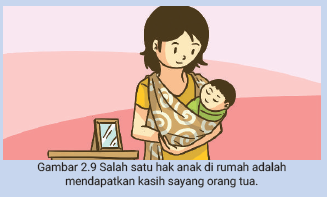 Gambar 2.9 Salah satu hak anak di rumah adalah
mendapatkan kasih sayang orang tua.